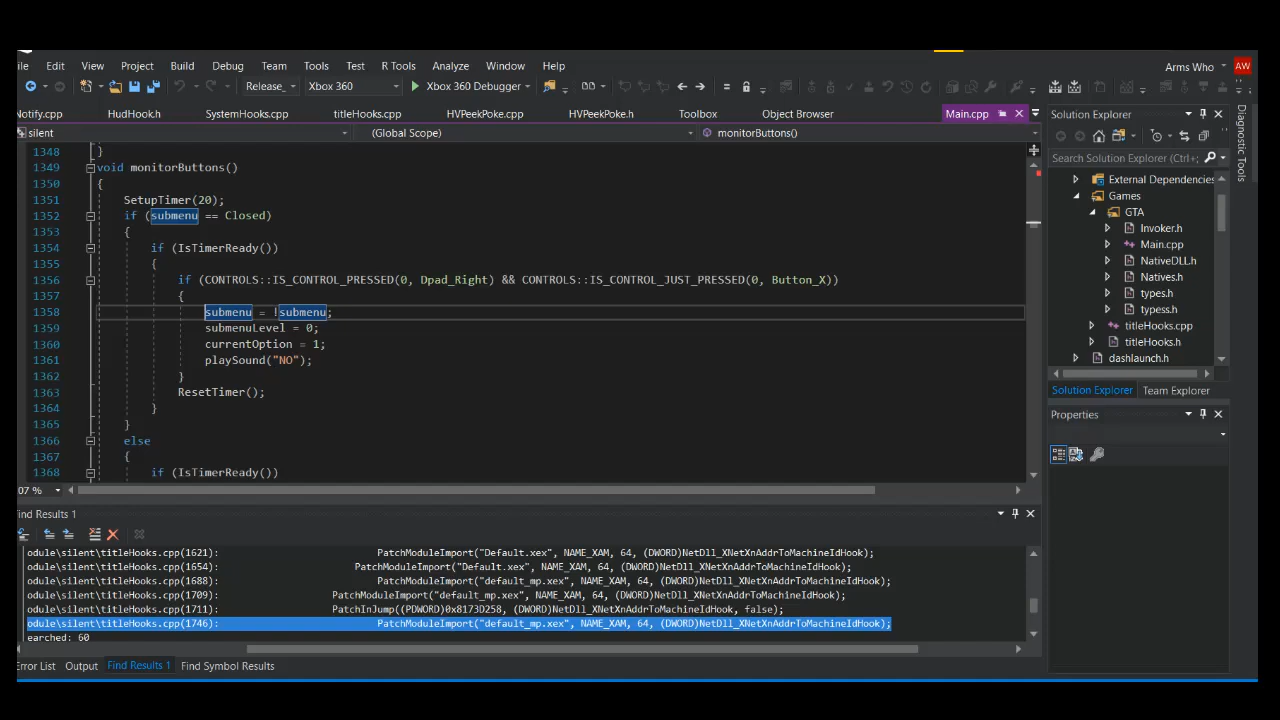 ile Edit View Project Build Debug Team Tools Test R Tools Analyze Window Help Arms Who AW
Release Xbox 360 Xbox 360 Debugger
Notify.cpp HudHook.h SystemHooks.cpp titleHooks.cpp HVPeekPoke.cpp HVPeekPoke.h Toolbox Object Browser Main.cpp
silent (Global Scope) monitorButtons()
1348 }
1349 void monitorButtons()
1350 {
1351 SetupTimer(20);
1352 if (submenu == Closed)
1353 {
1354 if (IsTimerReady())
1355 {
1356 if (CONTROLS::IS_CONTROL_PRESSED(0, Dpad_Right) && CONTROLS::IS_CONTROL_JUST_PRESSED(0, Button_X))
1357 {
1358 submenu = !submenu;
1359 submenuLevel = 0;
1360 currentOption = 1;
1361 playSound("NO");
1362 }
1363 ResetTimer();
1364 }
1365 }
1366 else
1367 {
1368 if (IsTimerReady())
07 %
Find Results 1
odule\silent\titleHooks.cpp(1621): PatchModuleImport("Default.xex", NAME_XAM, 64, (DWORD)NetDll_XNetXnAddrToMachineIdHook);
odule\silent\titleHooks.cpp(1654): PatchModuleImport("Default.xex", NAME_XAM, 64, (DWORD)NetDll_XNetXnAddrToMachineIdHook);
odule\silent\titleHooks.cpp(1688): PatchModuleImport("default_mp.xex", NAME_XAM, 64, (DWORD)NetDll_XNetXnAddrToMachineIdHook);
odule\silent\titleHooks.cpp(1709): PatchModuleImport("default_mp.xex", NAME_XAM, 64, (DWORD)NetDll_XNetXnAddrToMachineIdHook);
odule\silent\titleHooks.cpp(1711): PatchInJump((PDWORD)0x8173D258, (DWORD)NetDll_XNetXnAddrToMachineIdHook, false);
odule\silent\titleHooks.cpp(1746): PatchModuleImport("default_mp.xex", NAME_XAM, 64, (DWORD)NetDll_XNetXnAddrToMachineIdHook);
earched: 60
Error List Output Find Results 1 Find Symbol Results
Solution Explorer
Search Solution Explorer (Ctrl+;
External Dependencies
Games
GTA
Invoker.h
Main.cpp
NativeDLL.h
Natives.h
types.h
typess.h
titleHooks.cpp
titleHooks.h
dashlaunch.h
Solution Explorer Team Explorer
Properties
Diagnostic Tools